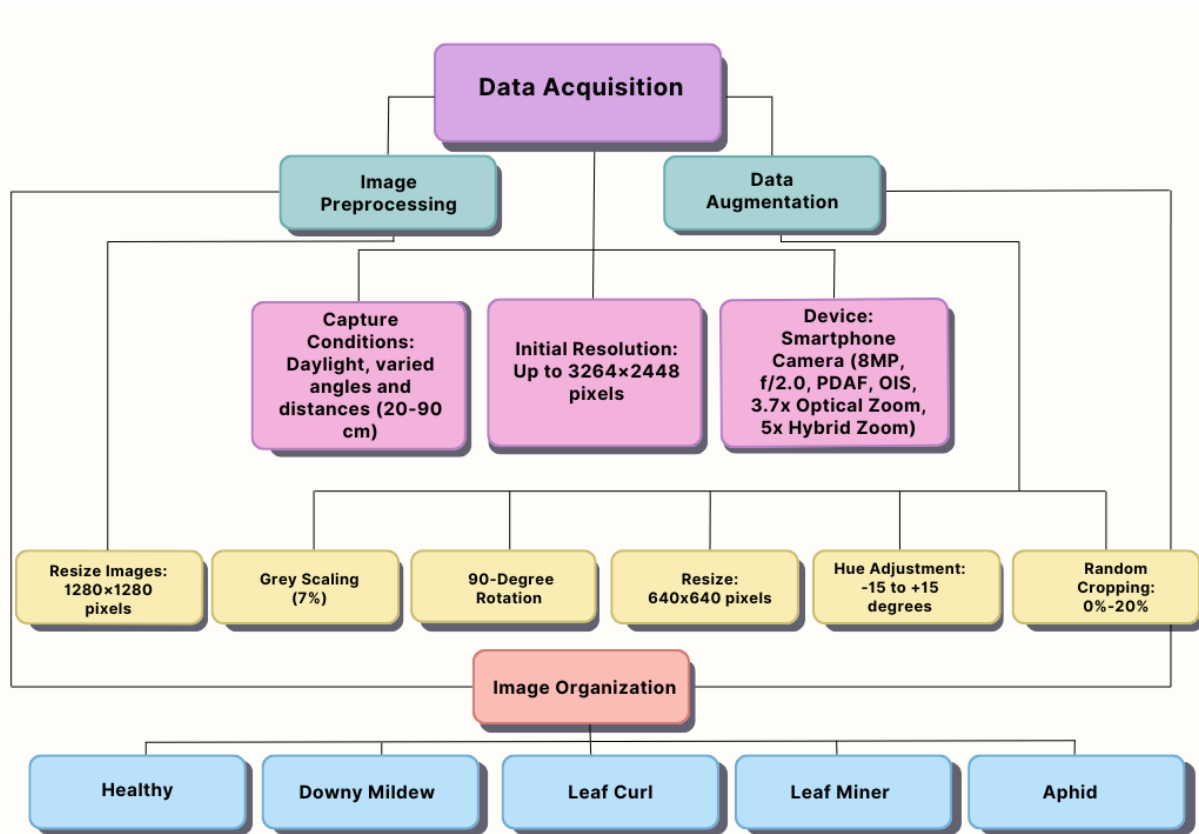 Data Acquisition
Image
Preprocessing
Data
Augmentation
Capture
Conditions:
Daylight, varied
angles and
distances (20-90
cm)
Initial Resolution:
Up to 3264×2448
pixels
Device:
Smartphone
Camera (8MP,
f/2.0, PDAF, OIS,
3.7x Optical Zoom,
5x Hybrid Zoom)
Resize Images:
1280×1280
pixels
Grey Scaling
(7%)
90-Degree
Rotation
Resize:
640x640 pixels
Hue Adjustment:
-15 to +15
degrees
Random
Cropping:
0%-20%
Image Organization
Healthy
Downy Mildew
Leaf Curl
Leaf Miner
Aphid